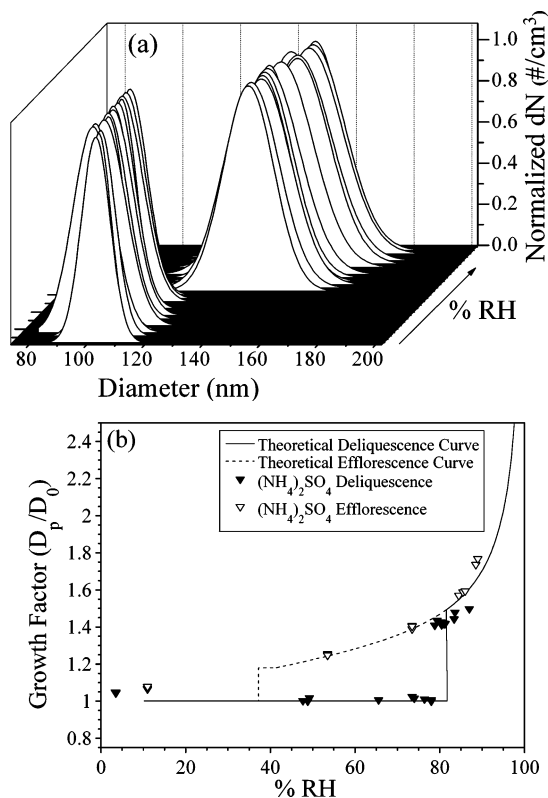 (a)
1.0
0.8
0.6
0.4
0.2
0.0
Normalized dN (#/cm³)
% RH
80 100 120 140 160 180 200
Diameter (nm)
(b)
2.4
2.2
2
1.8
1.6
1.4
1.2
1
0.8
Growth Factor (Dₚ/D₀)
Theoretical Deliquescence Curve
Theoretical Efflorescence Curve
(NH₄)₂SO₄ Deliquescence
(NH₄)₂SO₄ Efflorescence
0 20 40 60 80 100
% RH